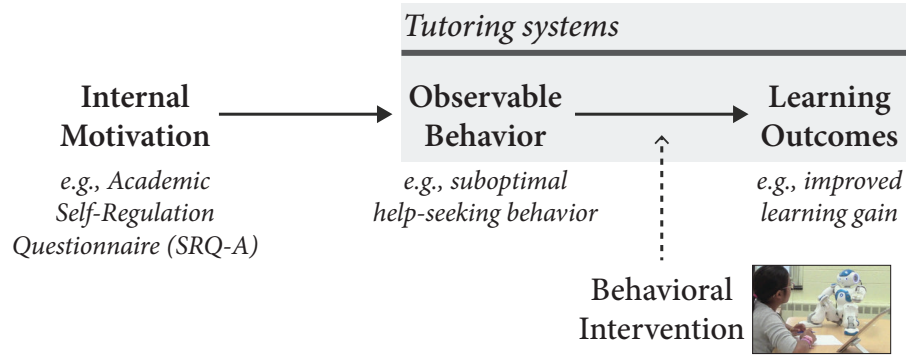 Tutoring systems
Internal
Motivation
Observable
Behavior
Learning
Outcomes
e.g., Academic
Self-Regulation
Questionnaire (SRQ-A)
e.g., suboptimal
help-seeking behavior
e.g., improved
learning gain
Behavioral
Intervention